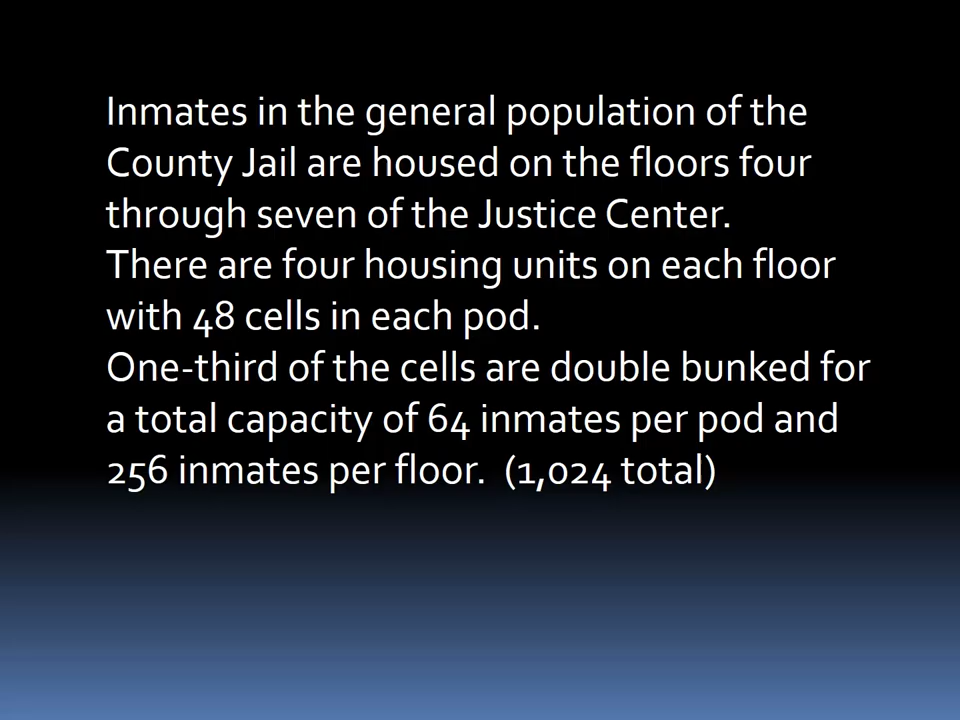 Inmates in the general population of the
County Jail are housed on the floors four
through seven of the Justice Center.
There are four housing units on each floor
with 48 cells in each pod.
One-third of the cells are double bunked for
a total capacity of 64 inmates per pod and
256 inmates per floor.  (1,024 total)